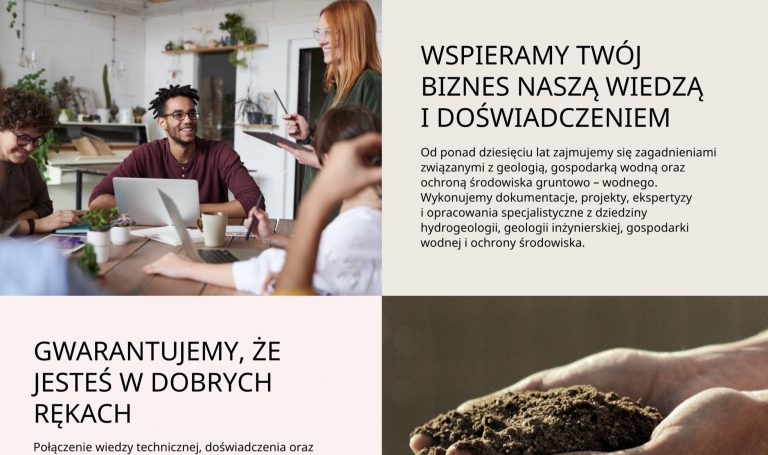 WSPIERAMY TWÓJ
BIZNES NASZĄ WIEDZĄ
I DOŚWIADCZENIEM
Od ponad dziesięciu lat zajmujemy się zagadnieniami
związanymi z geologią, gospodarką wodną oraz
ochroną środowiska gruntowo – wodnego.
Wykonujemy dokumentacje, projekty, ekspertyzy
i opracowania specjalistyczne z dziedziny
hydrogeologii, geologii inżynierskiej, gospodarki
wodnej i ochrony środowiska.
GWARANTUJEMY, ŻE
JESTEŚ W DOBRYCH
RĘKACH
Połączenie wiedzy technicznej, doświadczenia oraz